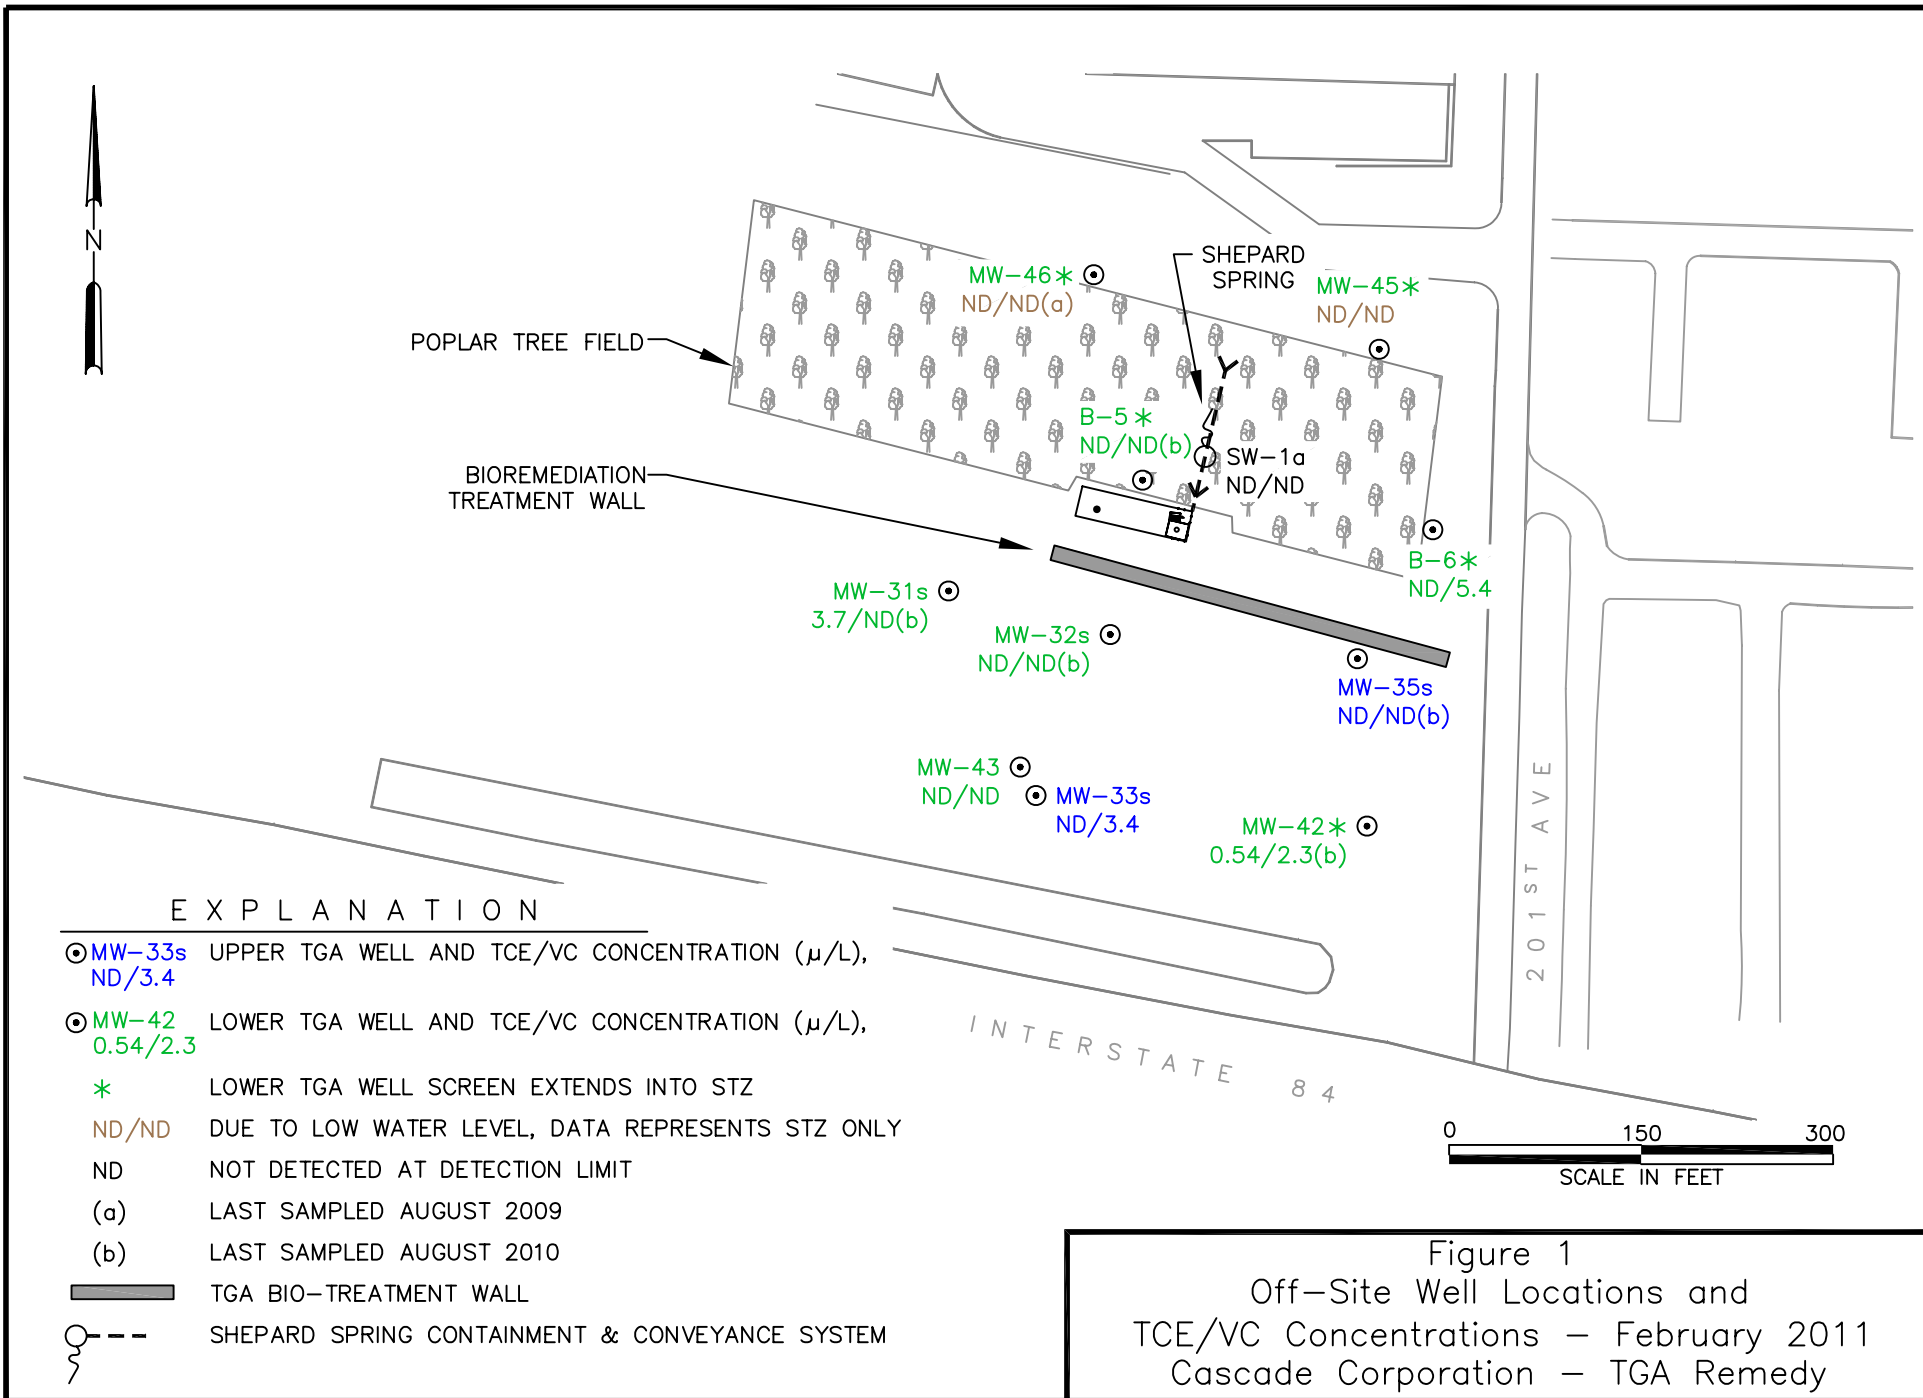 N
SHEPARD
SPRING
MW-46*
ND/ND(a)
MW-45*
ND/ND
POPLAR TREE FIELD
B-5*
ND/ND(b)
SW-1a
ND/ND
BIOREMEDIATION
TREATMENT WALL
B-6*
ND/5.4
MW-31s
3.7/ND(b)
MW-32s
ND/ND(b)
MW-35s
ND/ND(b)
MW-43
ND/ND
MW-33s
ND/3.4
MW-42*
0.54/2.3(b)
201ST AVE
INTERSTATE 84
EXPLANATION
MW-33s UPPER TGA WELL AND TCE/VC CONCENTRATION (µ/L),
ND/3.4
MW-42 LOWER TGA WELL AND TCE/VC CONCENTRATION (µ/L),
0.54/2.3
* LOWER TGA WELL SCREEN EXTENDS INTO STZ
ND/ND DUE TO LOW WATER LEVEL, DATA REPRESENTS STZ ONLY
ND NOT DETECTED AT DETECTION LIMIT
(a) LAST SAMPLED AUGUST 2009
(b) LAST SAMPLED AUGUST 2010
TGA BIO-TREATMENT WALL
SHEPARD SPRING CONTAINMENT & CONVEYANCE SYSTEM
0 150 300
SCALE IN FEET
Figure 1
Off-Site Well Locations and
TCE/VC Concentrations - February 2011
Cascade Corporation - TGA Remedy